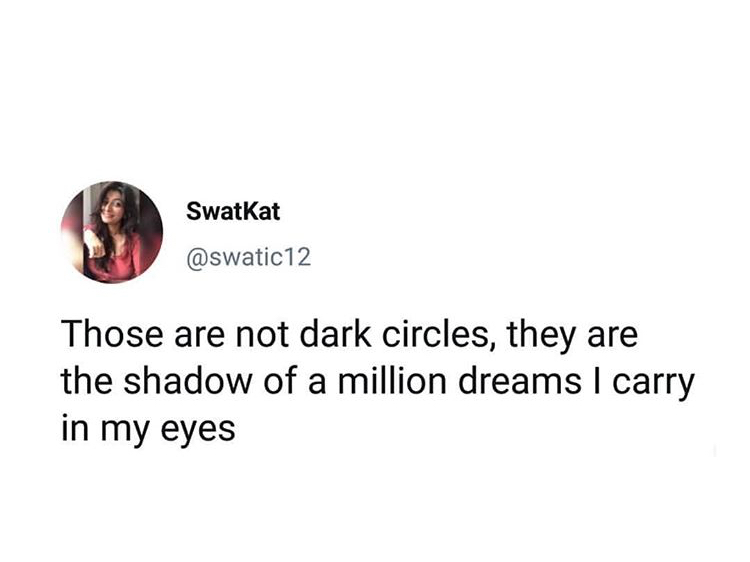 SwatKat
@swatic12
Those are not dark circles, they are
the shadow of a million dreams I carry
in my eyes